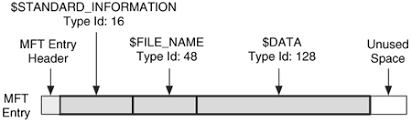 $STANDARD_INFORMATION
Type Id: 16
MFT Entry
Header
$FILE_NAME
Type Id: 48
$DATA
Type Id: 128
Unused
Space
MFT
Entry